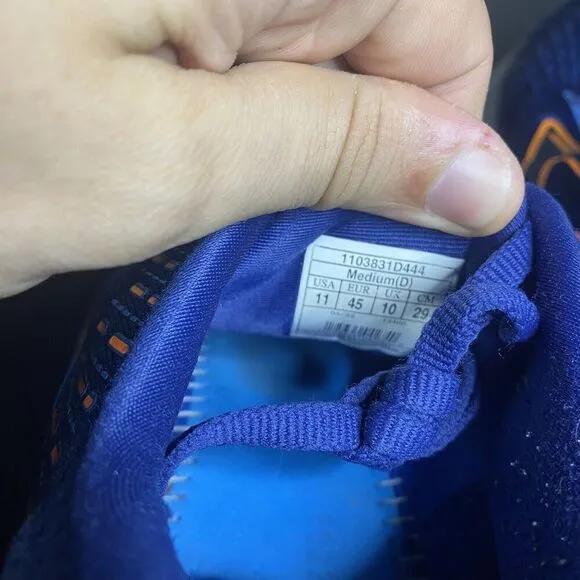 1103831D444
Medium(D)
USA EUR UK CM
11 45 10 29